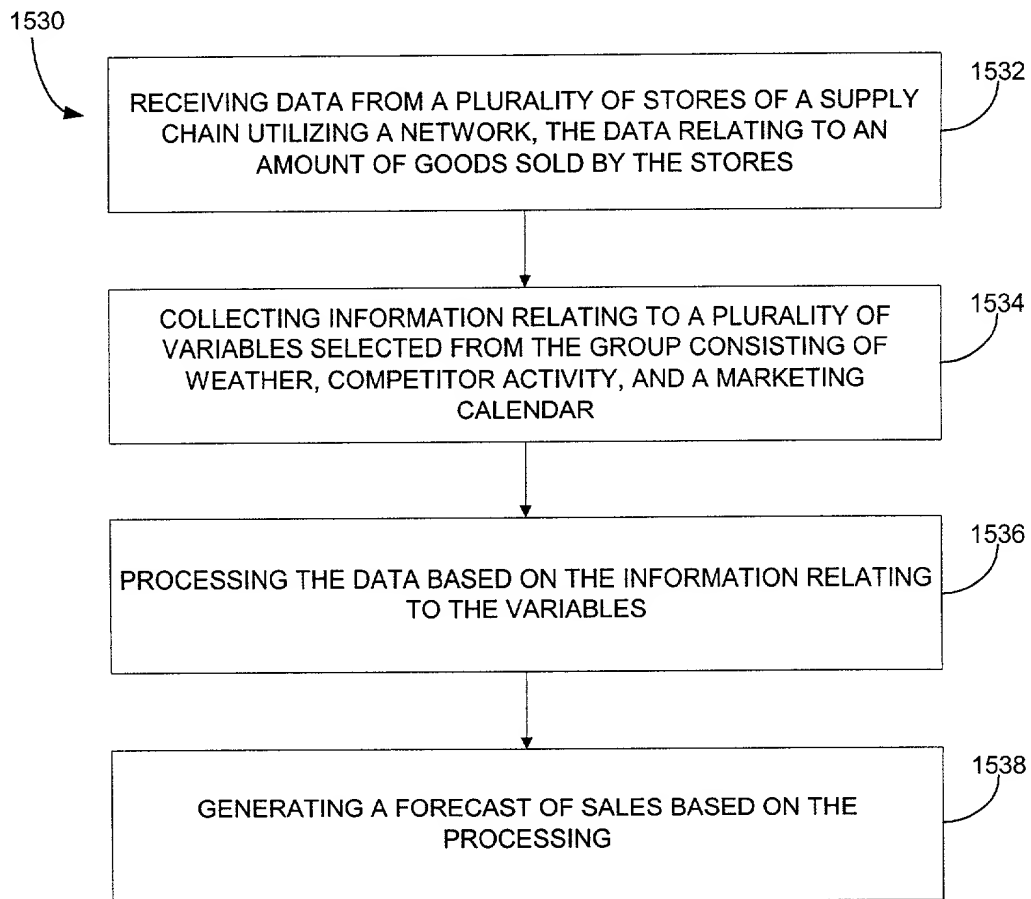 1530
1532
RECEIVING DATA FROM A PLURALITY OF STORES OF A SUPPLY
CHAIN UTILIZING A NETWORK, THE DATA RELATING TO AN
AMOUNT OF GOODS SOLD BY THE STORES
1534
COLLECTING INFORMATION RELATING TO A PLURALITY OF
VARIABLES SELECTED FROM THE GROUP CONSISTING OF
WEATHER, COMPETITOR ACTIVITY, AND A MARKETING
CALENDAR
1536
PROCESSING THE DATA BASED ON THE INFORMATION RELATING
TO THE VARIABLES
1538
GENERATING A FORECAST OF SALES BASED ON THE
PROCESSING